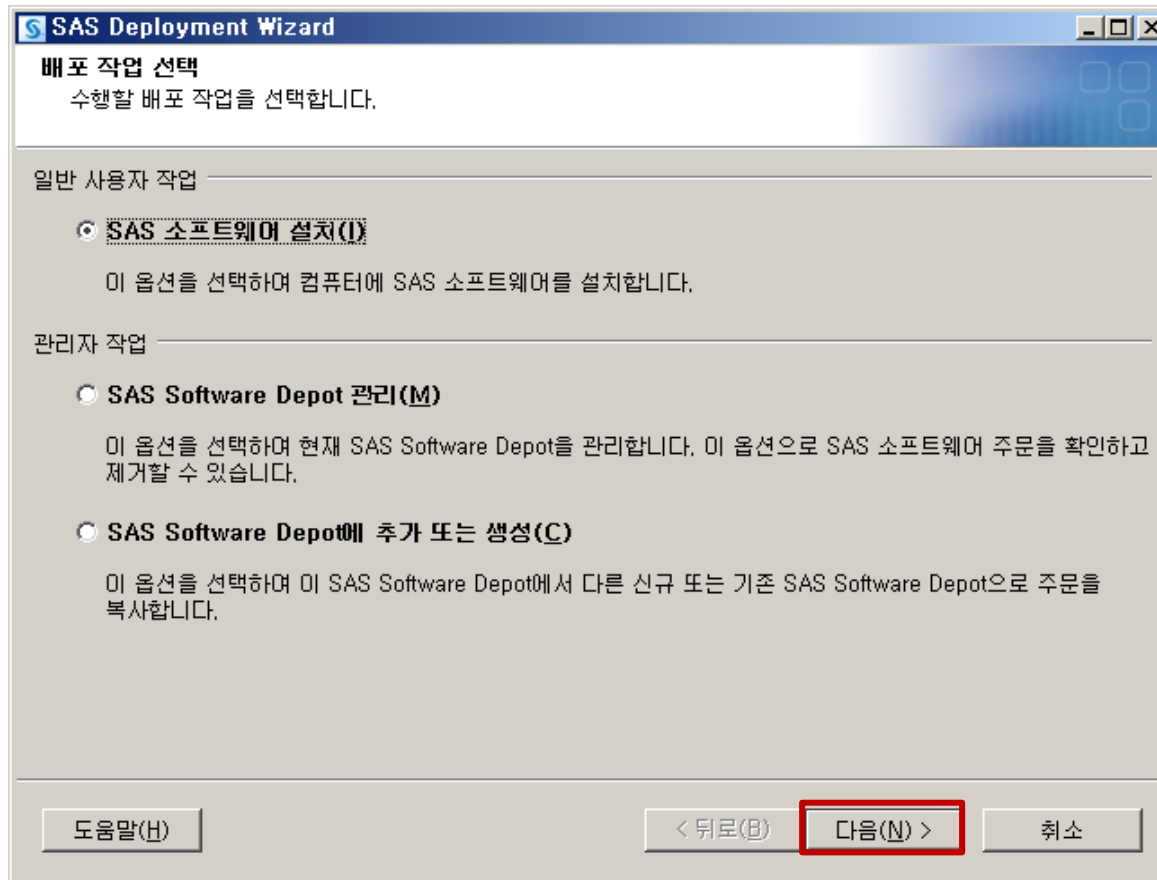 SAS Deployment Wizard
배포 작업 선택
수행할 배포 작업을 선택합니다.
일반 사용자 작업
SAS 소프트웨어 설치(I)
이 옵션을 선택하여 컴퓨터에 SAS 소프트웨어를 설치합니다.
관리자 작업
SAS Software Depot 관리(M)
이 옵션을 선택하여 현재 SAS Software Depot을 관리합니다. 이 옵션으로 SAS 소프트웨어 주문을 확인하고
제거할 수 있습니다.
SAS Software Depot에 추가 또는 생성(C)
이 옵션을 선택하여 이 SAS Software Depot에서 다른 신규 또는 기존 SAS Software Depot으로 주문을
복사합니다.
도움말(H)
< 뒤로(B)
다음(N) >
취소